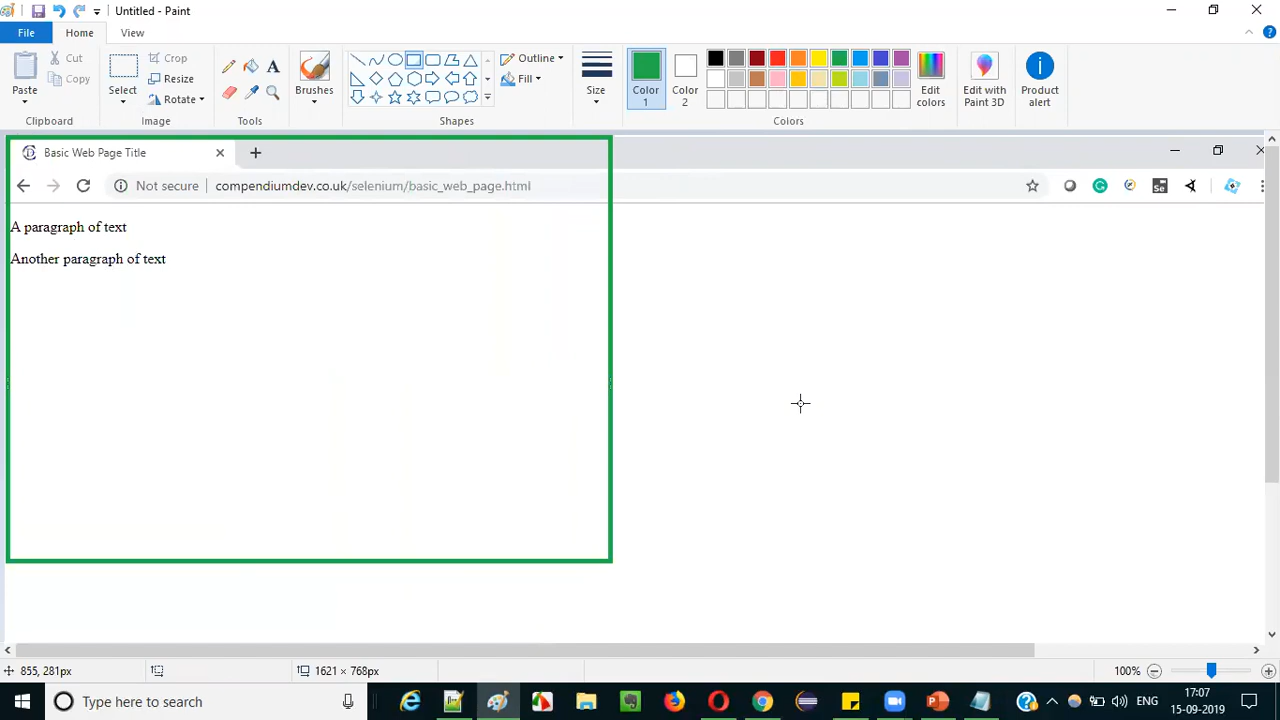 Untitled - Paint
File Home View
Paste
Cut
Copy
Clipboard
Select
Crop
Resize
Rotate
Image
A
Tools
Brushes
Shapes
Outline
Fill
Size
Color 1
Color 2
Edit colors
Colors
Edit with Paint 3D
Product alert
Basic Web Page Title
Not secure compendiumdev.co.uk/selenium/basic_web_page.html
Se
A paragraph of text
Another paragraph of text
855, 281px
1621 × 768px
100%
Type here to search
ENG
17:07
15-09-2019